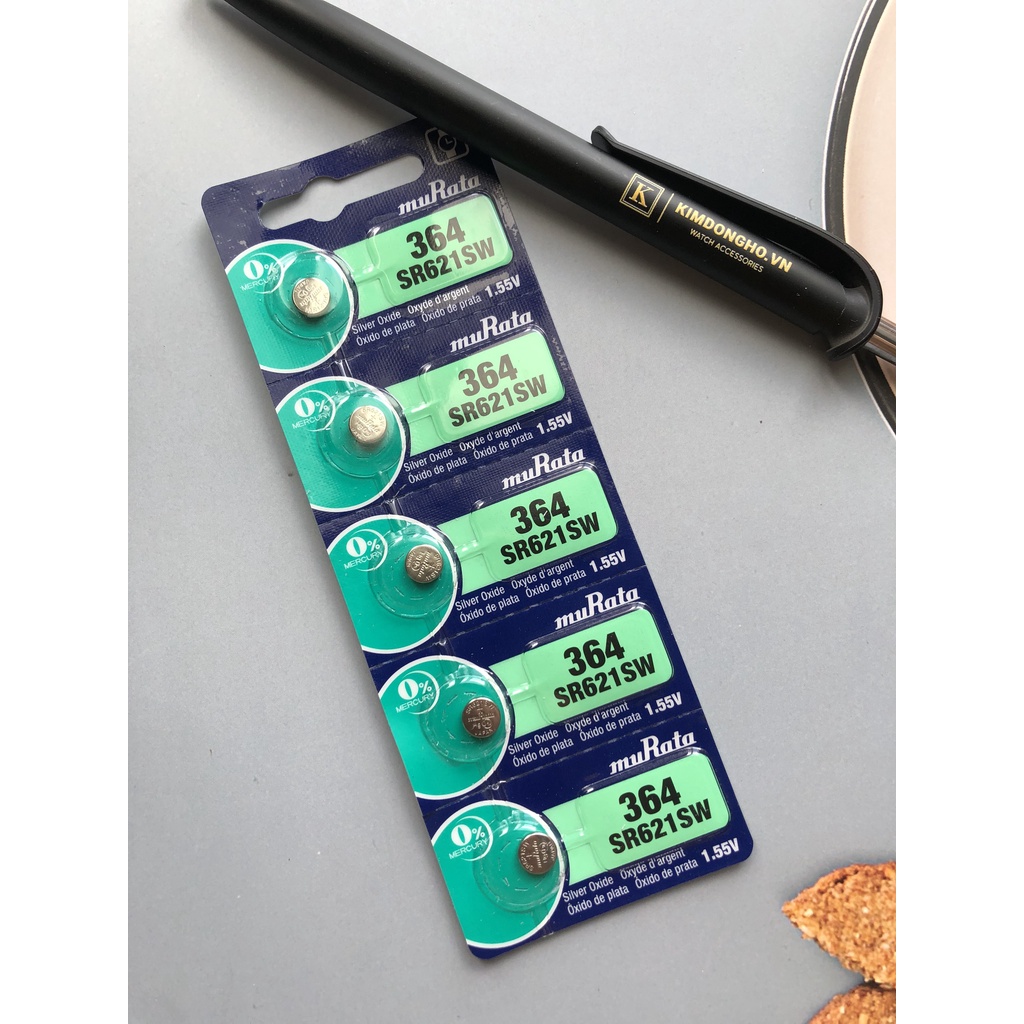 muRata
364
SR621SW
0%
MERCURY
Silver Oxide Oxyde d'argent
Óxido de plata Óxido de prata 1.55V
muRata
364
SR621SW
0%
MERCURY
Silver Oxide Oxyde d'argent
Óxido de plata Óxido de prata 1.55V
muRata
364
SR621SW
0%
MERCURY
Silver Oxide Oxyde d'argent
Óxido de plata Óxido de prata 1.55V
muRata
364
SR621SW
0%
MERCURY
Silver Oxide Oxyde d'argent
Óxido de plata Óxido de prata 1.55V
muRata
364
SR621SW
0%
MERCURY
Silver Oxide Oxyde d'argent
Óxido de plata Óxido de prata 1.55V
K
KIMDONGHO.VN
WATCH ACCESSORIES